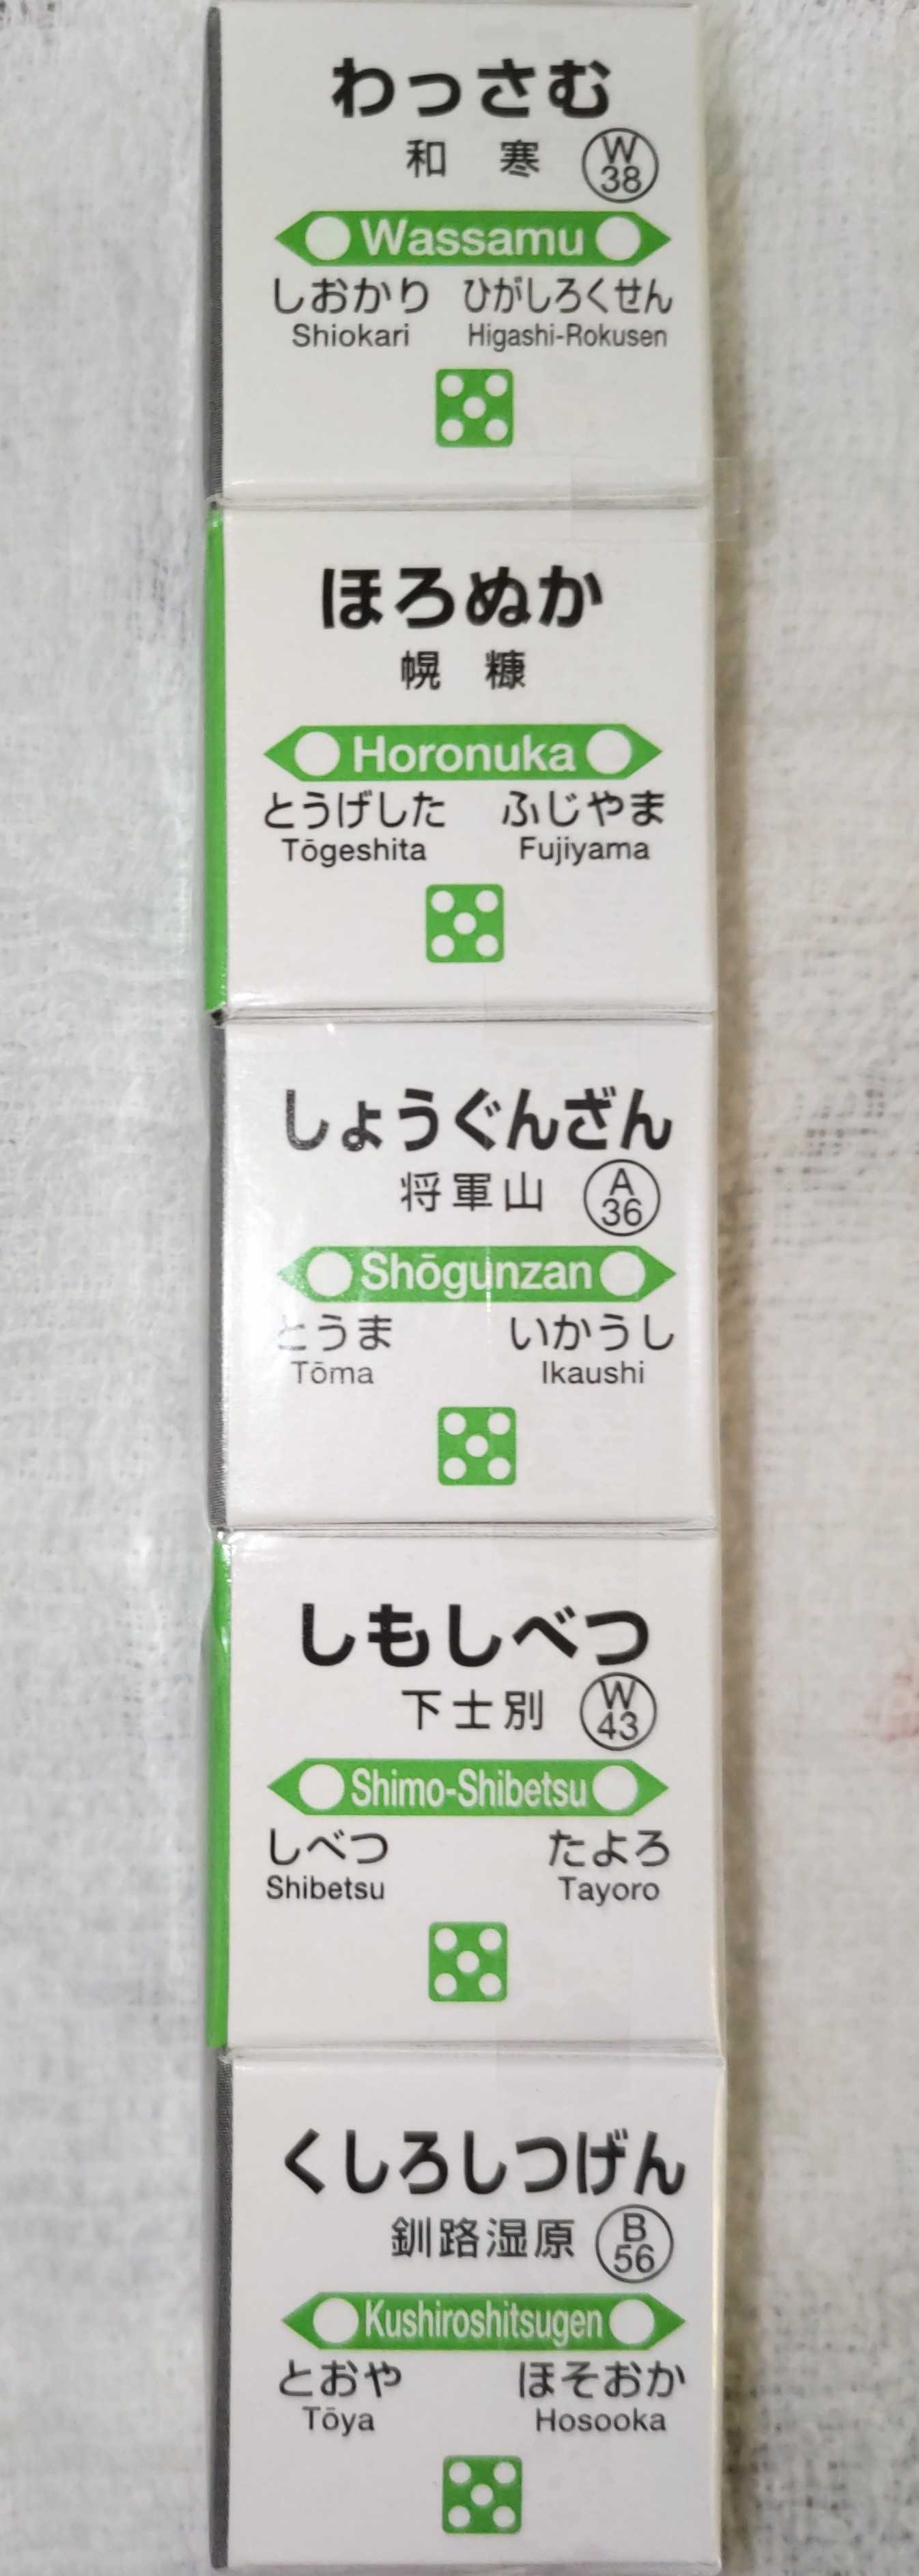 わっさむ
和寒 W38
Wassamu
しおかり ひがしろくせん
Shiokari Higashi-Rokusen
ほろぬか
幌糠
Horonuka
とうげした ふじやま
Tōgeshita Fujiyama
しょうぐんざん
将軍山 A36
Shōgunzan
とうま いかうし
Tōma Ikaushi
しもしべつ
下士別 W43
Shimo-Shibetsu
しべつ たよろ
Shibetsu Tayoro
くしろしつげん
釧路湿原 B56
Kushiroshitsugen
とおや ほそおか
Tōya Hosooka